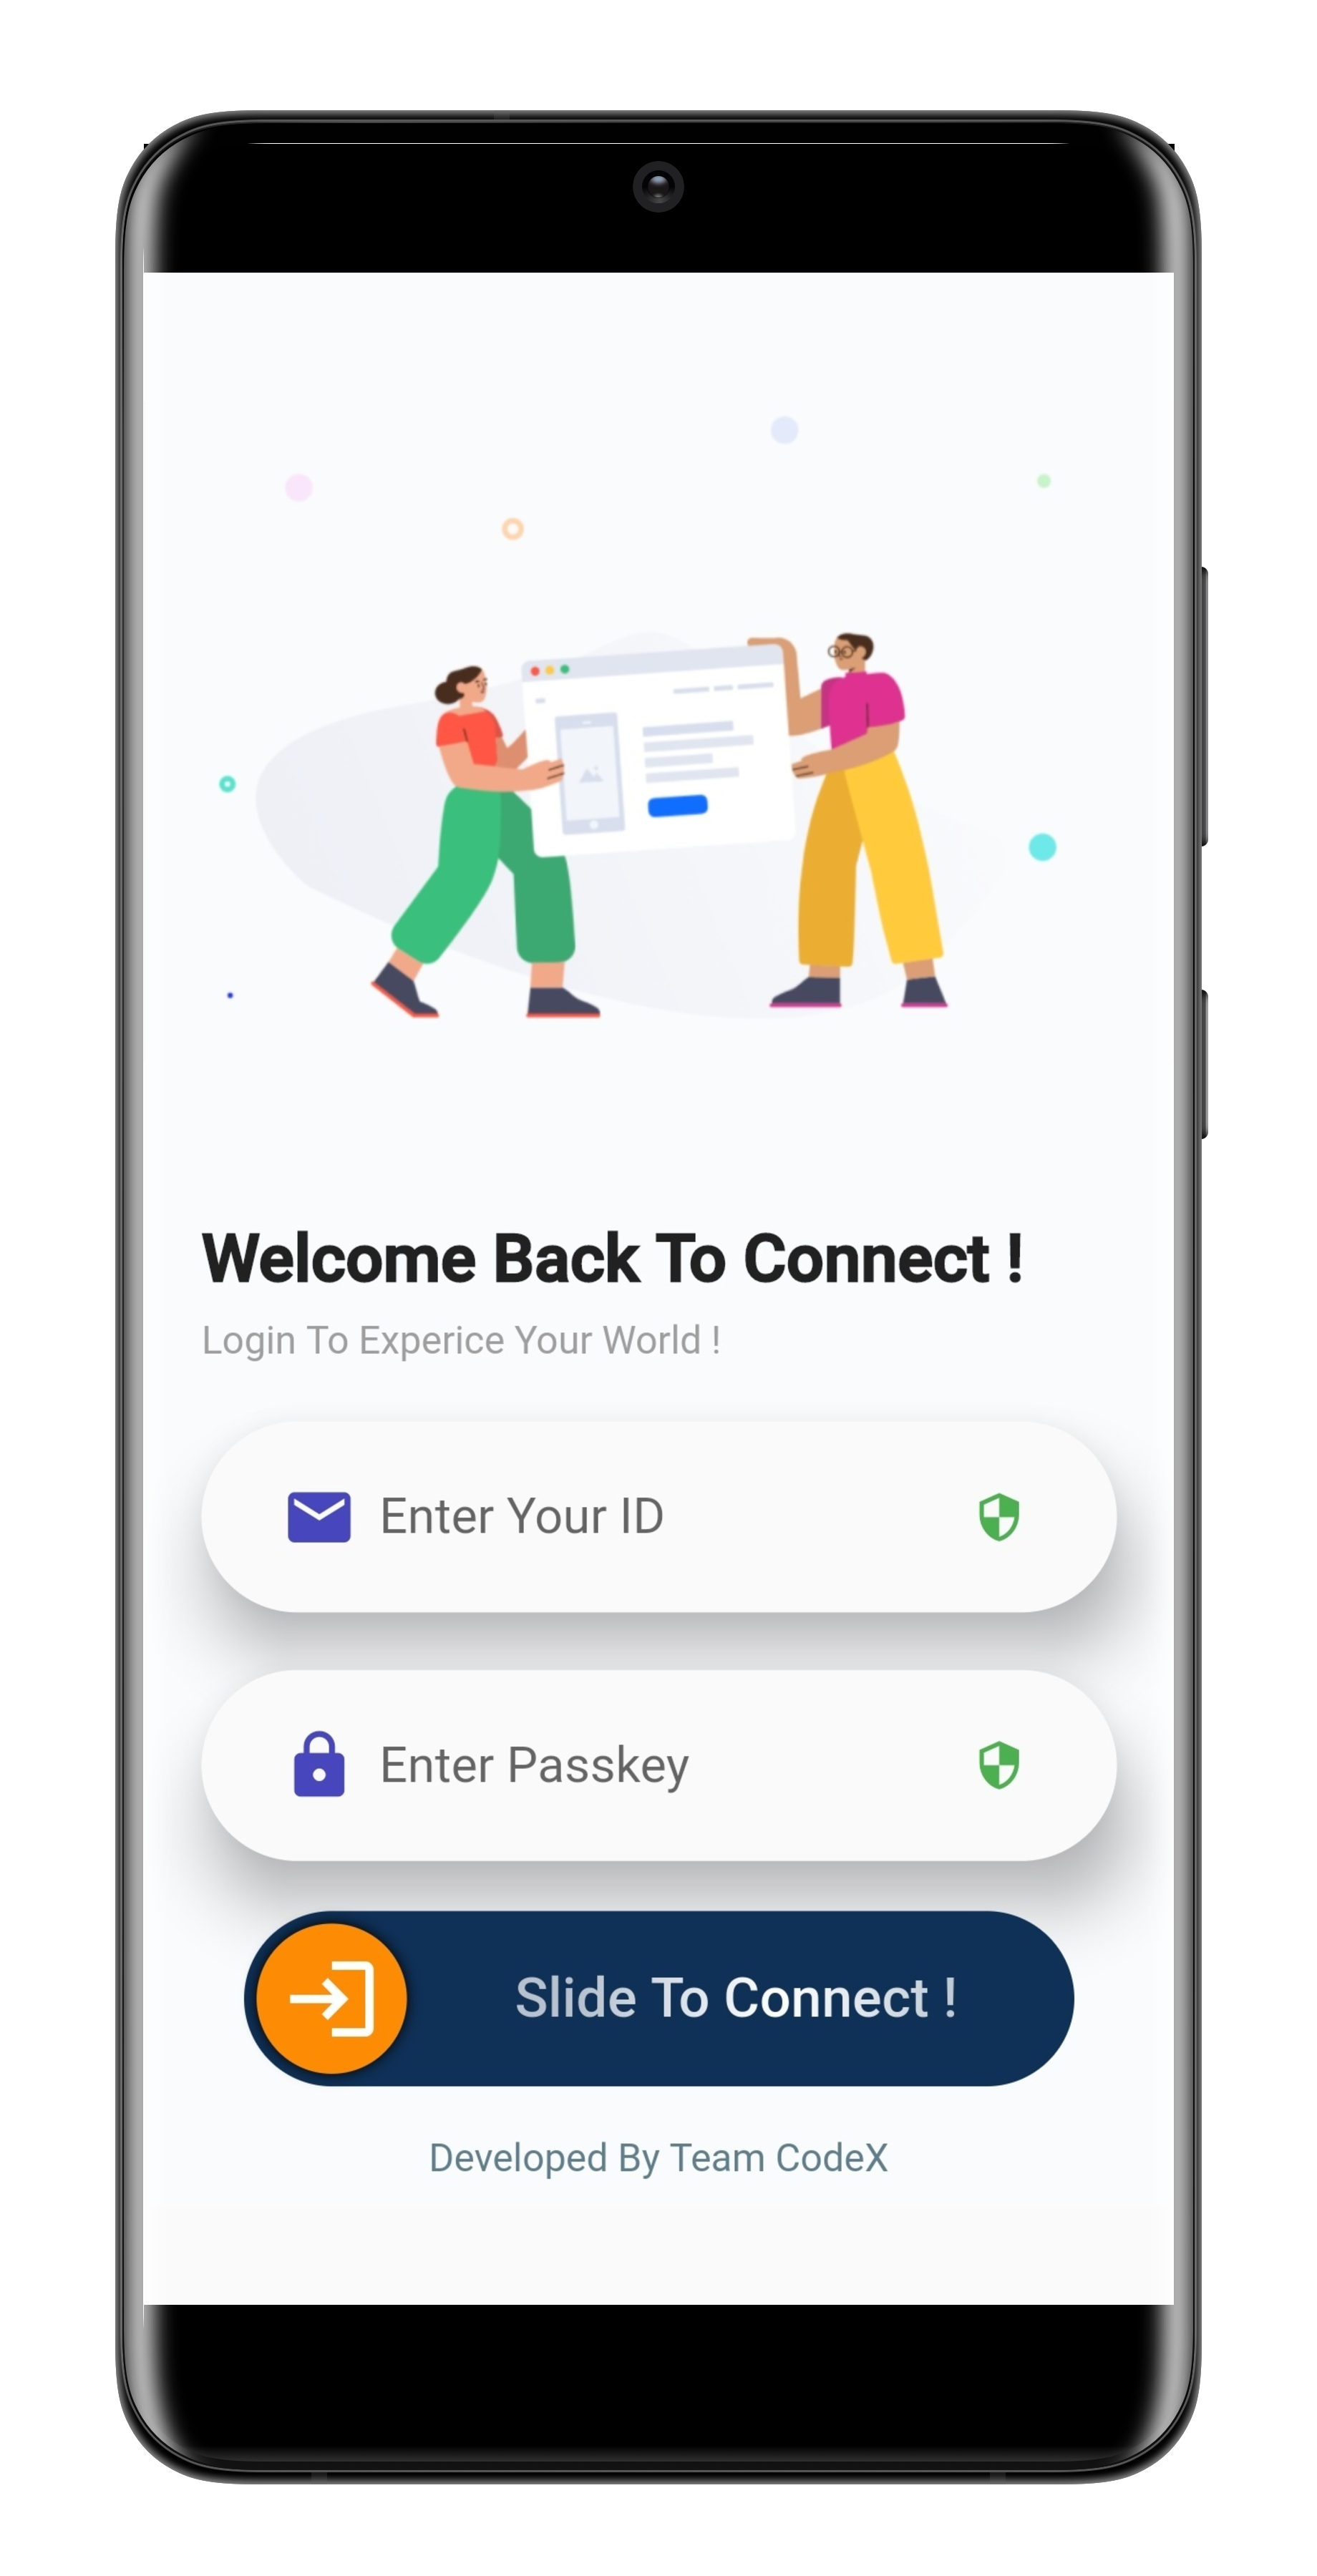 Welcome Back To Connect !
Login To Experice Your World !
Enter Your ID
Enter Passkey
Slide To Connect !
Developed By Team CodeX